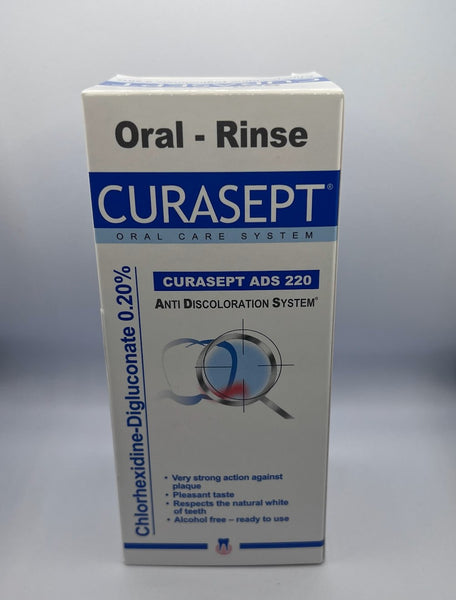 CURASEPT
Oral - Rinse
CURASEPT®
ORAL CARE SYSTEM
CURASEPT ADS 220
ANTI DISCOLORATION SYSTEM®
Chlorhexidine-Digluconate 0.20%
• Very strong action against
plaque
• Pleasant taste
• Respects the natural white
of teeth
• Alcohol free – ready to use